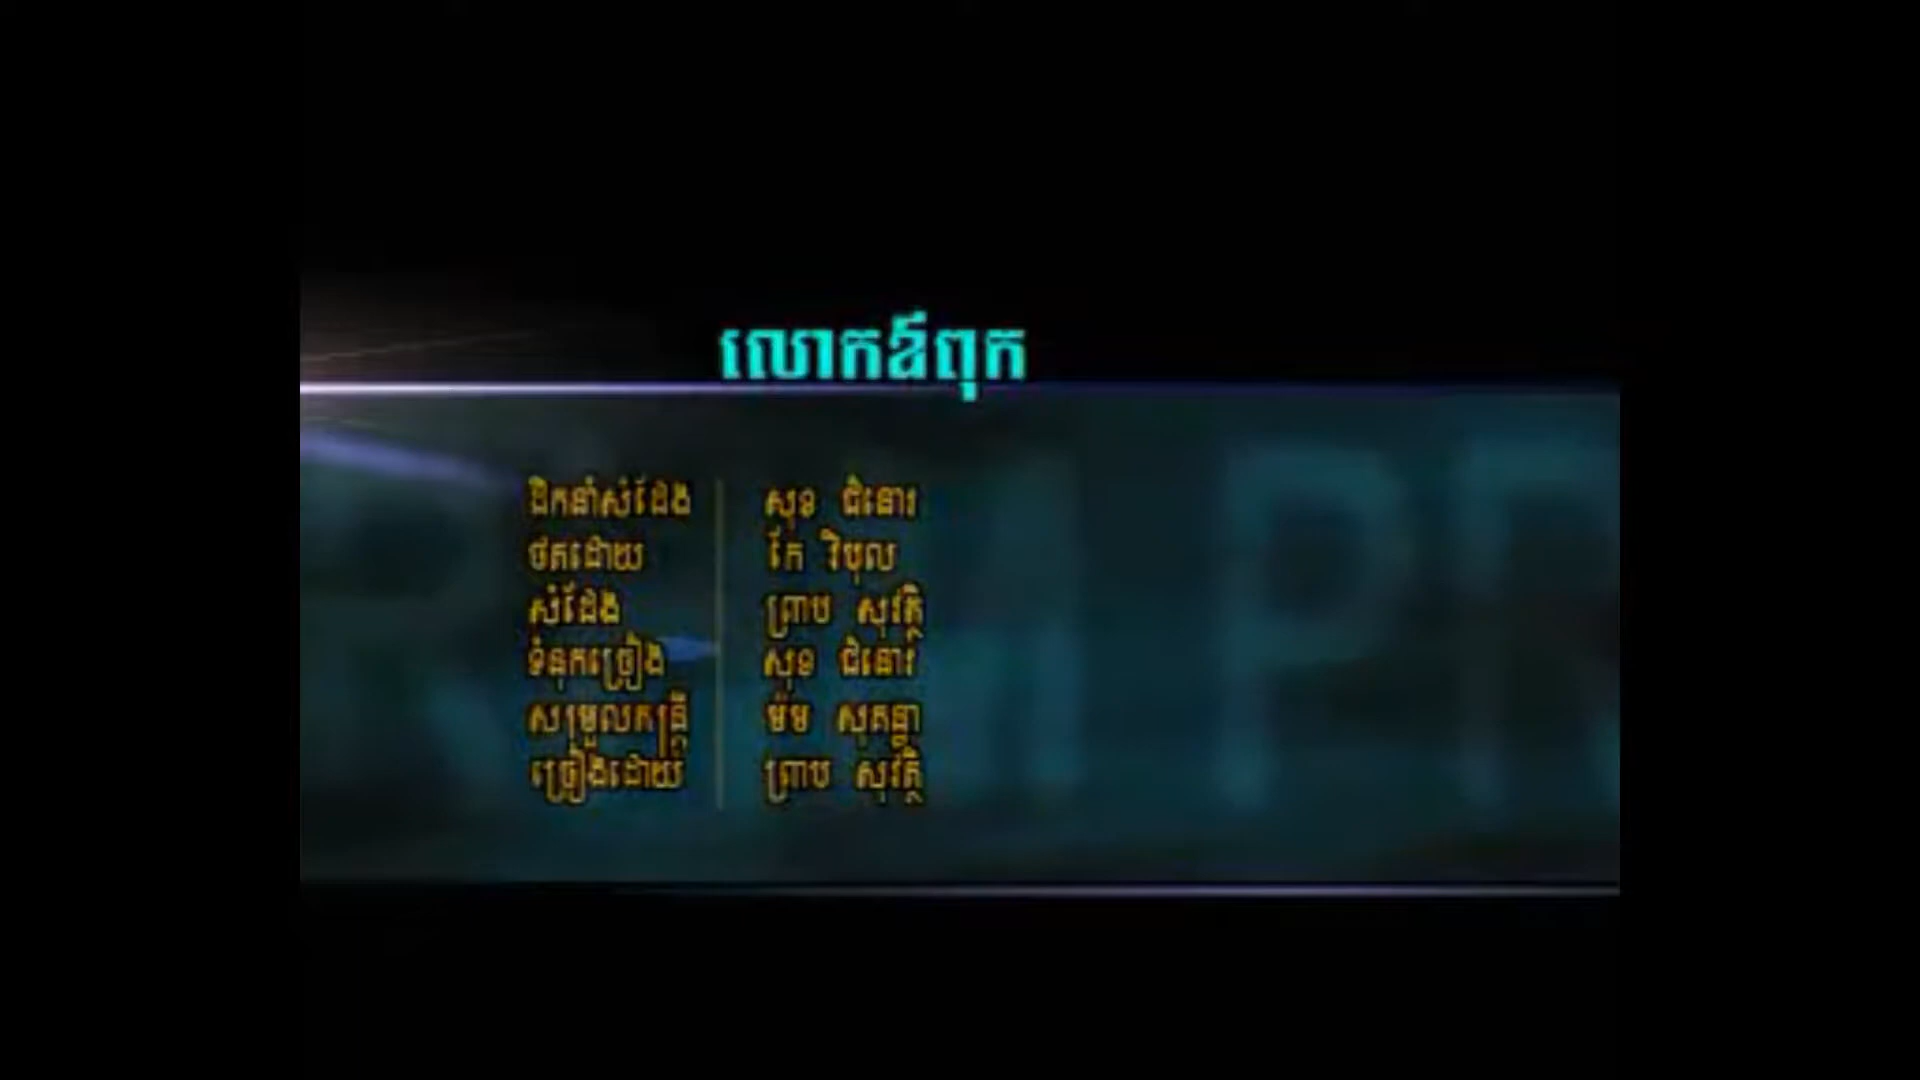 លោកឪពុក
ដឹកនាំសំដែង សុខ ជំនោរ
ថតដោយ កែ វិបុល
សំដែង ព្រាប សុវត្ថិ
ទំនុកច្រៀង សុខ ជំនោរ
សម្រួលតន្ត្រី ម៉ម សុគន្ធា
ច្រៀងដោយ ព្រាប សុវត្ថិ